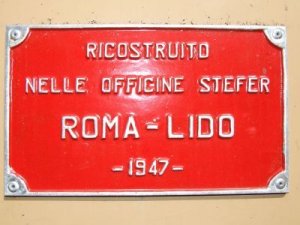 RICOSTRUITO
NELLE OFFICINE STEFER
ROMA-LIDO
-1947-